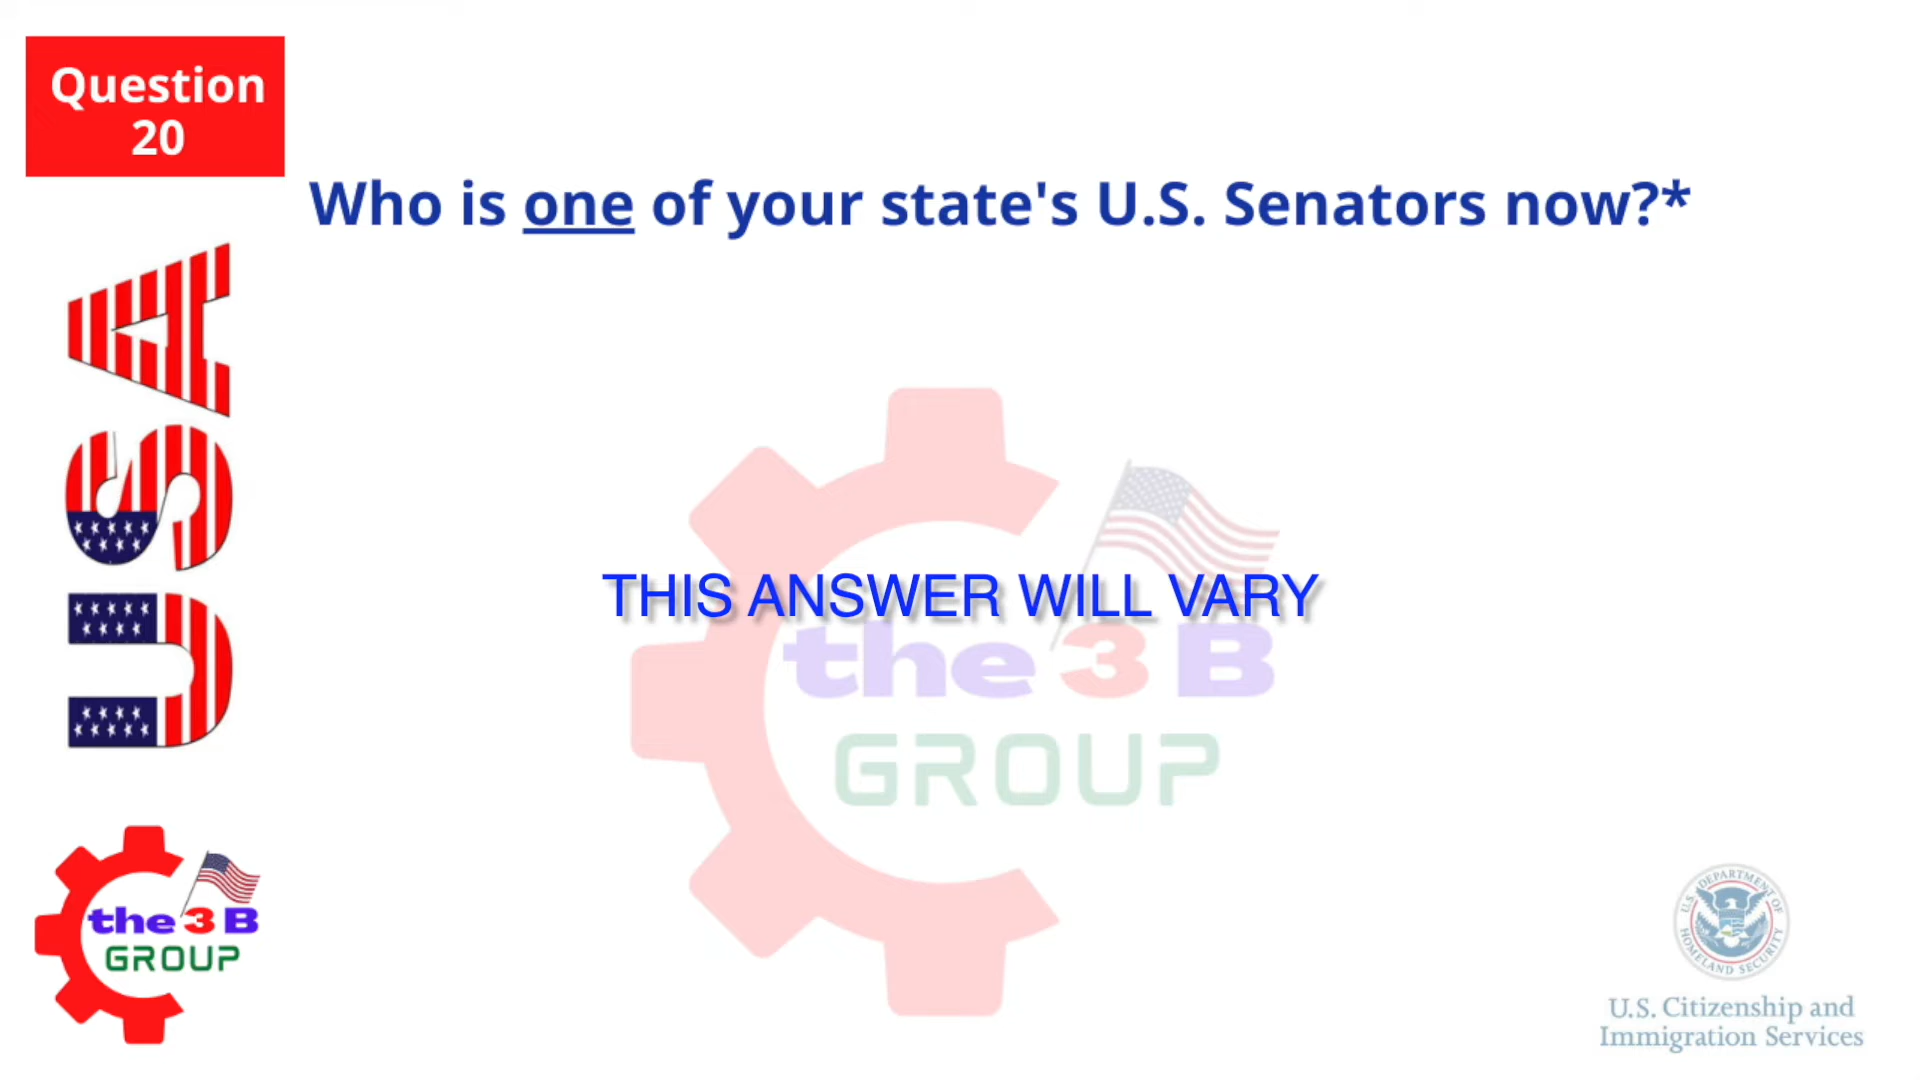 Question
20
Who is one of your state's U.S. Senators now?*
USA
THIS ANSWER WILL VARY
the 3 B
GROUP
the 3 B
GROUP
U.S. DEPARTMENT OF
HOMELAND SECURITY
U.S. Citizenship and
Immigration Services